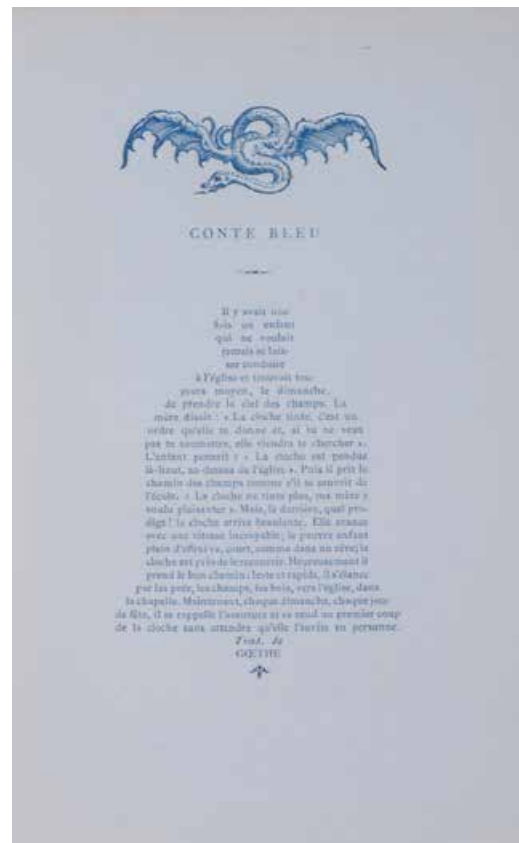 CONTE BLEU
Il y avait une
fois un enfant
qui ne voulait
jamais se lais-
ser conduire
à l'église et trouvait tou-
jours moyen, le dimanche,
de prendre la clef des champs. La
mère disait : « La cloche tinte, c'est un
ordre qu'elle te donne et, si tu ne veux
pas te soumettre, elle viendra te chercher ».
L'enfant pensait : « La cloche est pendue
là-haut, au-dessus de l'église ». Puis il prit le
chemin des champs comme s'il se sauvait de
l'école. « La cloche ne tinte plus, ma mère a
voulu plaisanter ». Mais, là derrière, quel pro-
dige ! la cloche arrive branlante. Elle avance
avec une vitesse incroyable; le pauvre enfant
plein d'effroi va, court, comme dans un rêve; la
cloche est près de le recouvrir. Heureusement il
prend le bon chemin : leste et rapide, il s'élance
par les prés, les champs, les bois, vers l'église, dans
la chapelle. Maintenant, chaque dimanche, chaque jour
de fête, il se rappelle l'aventure et se rend au premier coup
de la cloche sans attendre qu'elle l'invite en personne.
Trad. de
GŒTHE